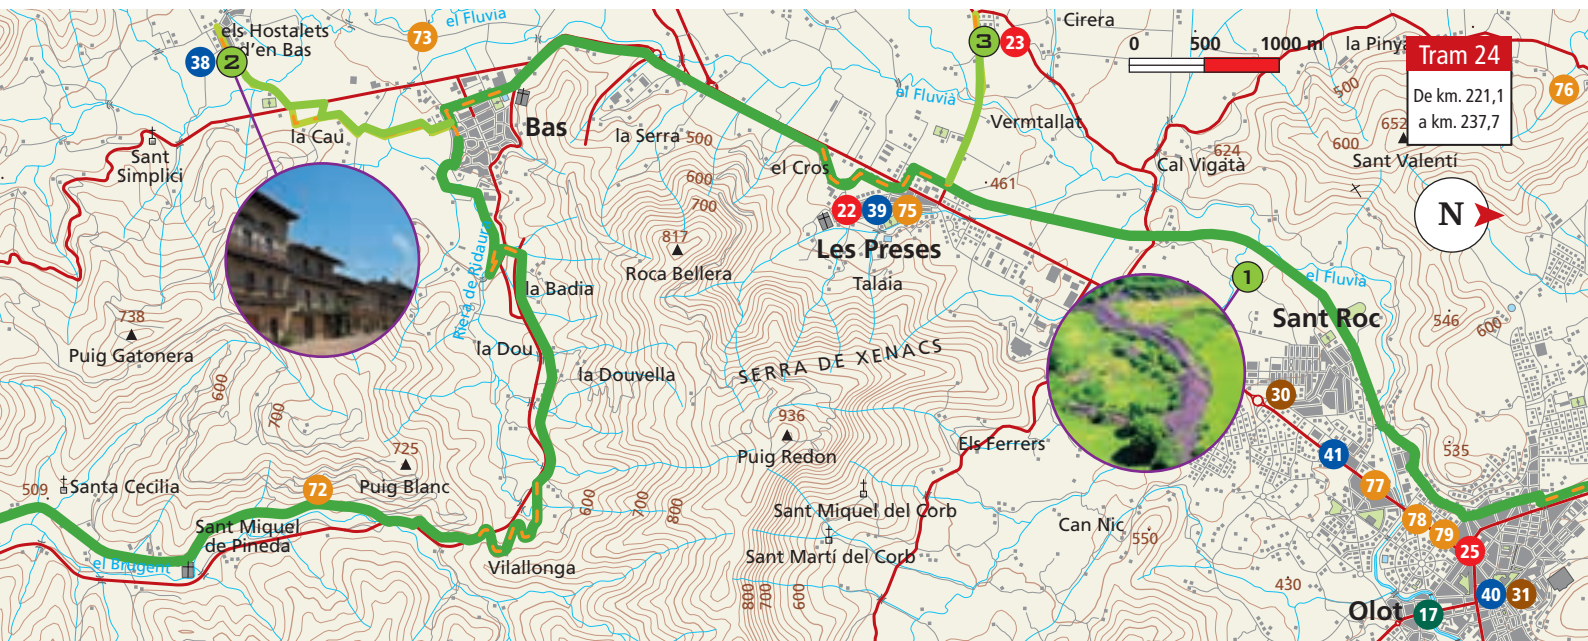 els Hostalets
d'en Bas
38
2
73
el Fluvià
3
23
Cirera
0 500 1000 m
la Pinya
Tram 24
De km. 221,1
a km. 237,7
76
500
652
600
Sant Valentí
N
Sant
Simplici
la Cau
Bas
la Serra
500
600
700
817
Roca Bellera
el Cros
el Fluvià
Vermtallat
624
Cal Vigatà
461
22
39
75
Les Preses
Talaia
1
el Fluvià
Sant Roc
546
600
738
Puig Gatonera
Riera de Ridaura
la Badia
la Dou
la Douvella
SERRA DE XENACS
600
700
936
Puig Redon
Els Ferrers
30
41
77
78
79
25
535
509
Santa Cecilia
72
725
Puig Blanc
Sant Miquel
de Pineda
el Brugent
Vilallonga
600
700
800
Sant Miquel del Corb
Sant Martí del Corb
Can Nic
550
800
700
600
430
Olot
17
40
31